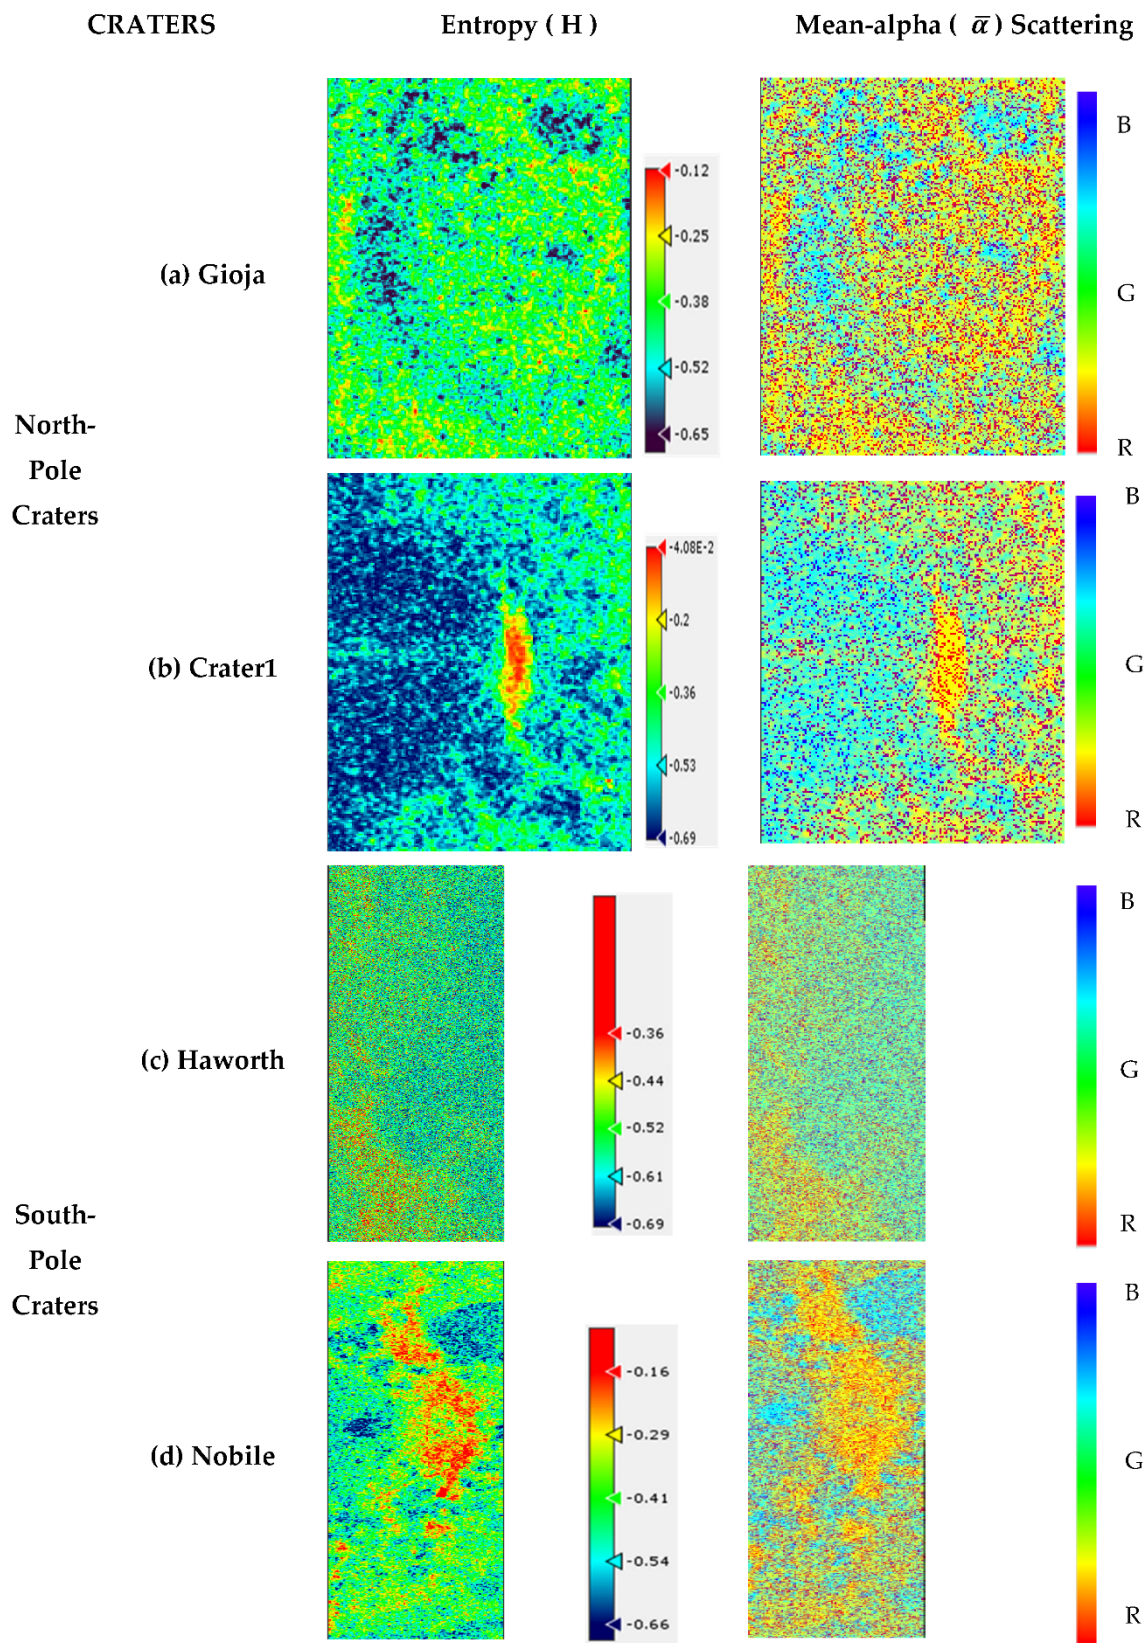 CRATERS
Entropy ( H )
Mean-alpha ( ᾱ ) Scattering
North-
Pole
Craters
(a) Gioja
-0.12
-0.25
-0.38
-0.52
-0.65
B
G
R
(b) Crater1
-4.08E-2
-0.2
-0.36
-0.53
-0.69
B
G
R
South-
Pole
Craters
(c) Haworth
-0.36
-0.44
-0.52
-0.61
-0.69
B
G
R
(d) Nobile
-0.16
-0.29
-0.41
-0.54
-0.66
B
G
R